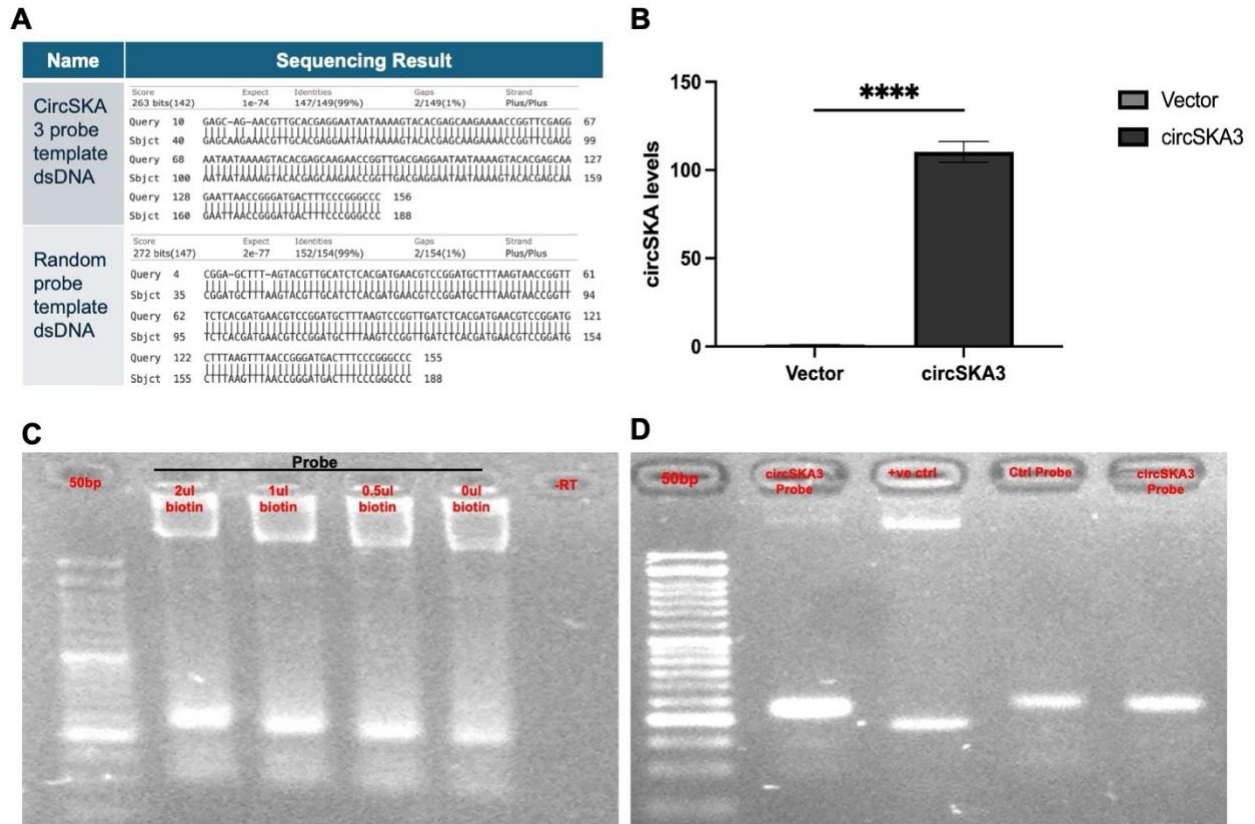 A
Name Sequencing Result
CircSKA
3 probe
template
dsDNA
Score Expect Identities Gaps Strand
263 bits(142) 1e-74 147/149(99%) 2/149(1%) Plus/Plus
Query 10 GAGC-AG-AACGTTGCACGAGGAATAATAAAAGTACACGAGCAAGAAAACCGGTTCGAGG 67
Sbjct 40 GAGCAAGAAACGTTGCACGAGGAATAATAAAAGTACACGAGCAAGAAAACCGGTTCGAGG 99
Query 68 AATAATAAAAGTACACGAGCAAGAACCGGTTGACGAGGAATAATAAAAGTACACGAGCAA 127
Sbjct 100 AATAATAAAAGTACACGAGCAAGAACCGGTTGACGAGGAATAATAAAAGTACACGAGCAA 159
Query 128 GAATTAACCGGGATGACTTTCCCGGGCCC 156
Sbjct 160 GAATTAACCGGGATGACTTTCCCGGGCCC 188
Random
probe
template
dsDNA
Score Expect Identities Gaps Strand
272 bits(147) 2e-77 152/154(99%) 2/154(1%) Plus/Plus
Query 4 CGGA-GCTTT-AGTACGTTGCATCTCACGATGAACGTCCGGATGCTTTAAGTAACCGGTT 61
Sbjct 35 CGGATGCTTTAAGTACGTTGCATCTCACGATGAACGTCCGGATGCTTTAAGTAACCGGTT 94
Query 62 TCTCACGATGAACGTCCGGATGCTTTAAGTCCGGTTGATCTCACGATGAACGTCCGGATG 121
Sbjct 95 TCTCACGATGAACGTCCGGATGCTTTAAGTCCGGTTGATCTCACGATGAACGTCCGGATG 154
Query 122 CTTTAAGTTTAACCGGGATGACTTTCCCGGGCCC 155
Sbjct 155 CTTTAAGTTTAACCGGGATGACTTTCCCGGGCCC 188
B
circSKA levels
150
100
50
0
****
Vector
circSKA3
Vector
circSKA3
C
Probe
50bp
2ul
biotin
1ul
biotin
0.5ul
biotin
0ul
biotin
-RT
D
50bp
circSKA3
Probe
+ve ctrl
Ctrl Probe
circSKA3
Probe